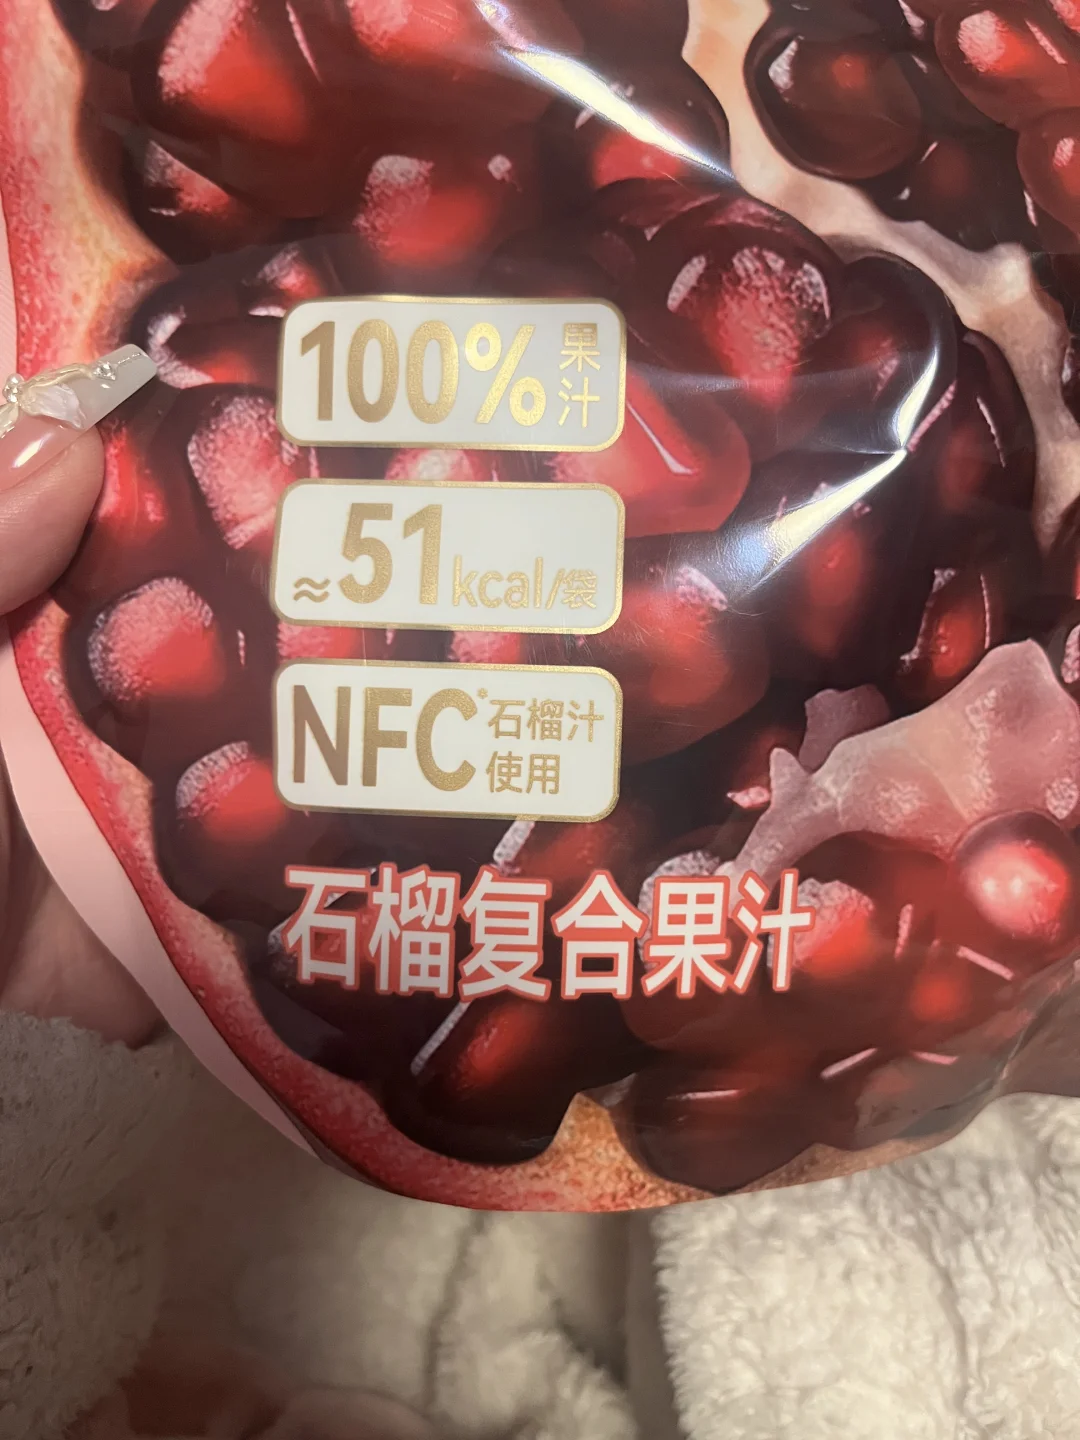 100%果汁
≈51kcal/袋
NFC*石榴汁
使用
石榴复合果汁